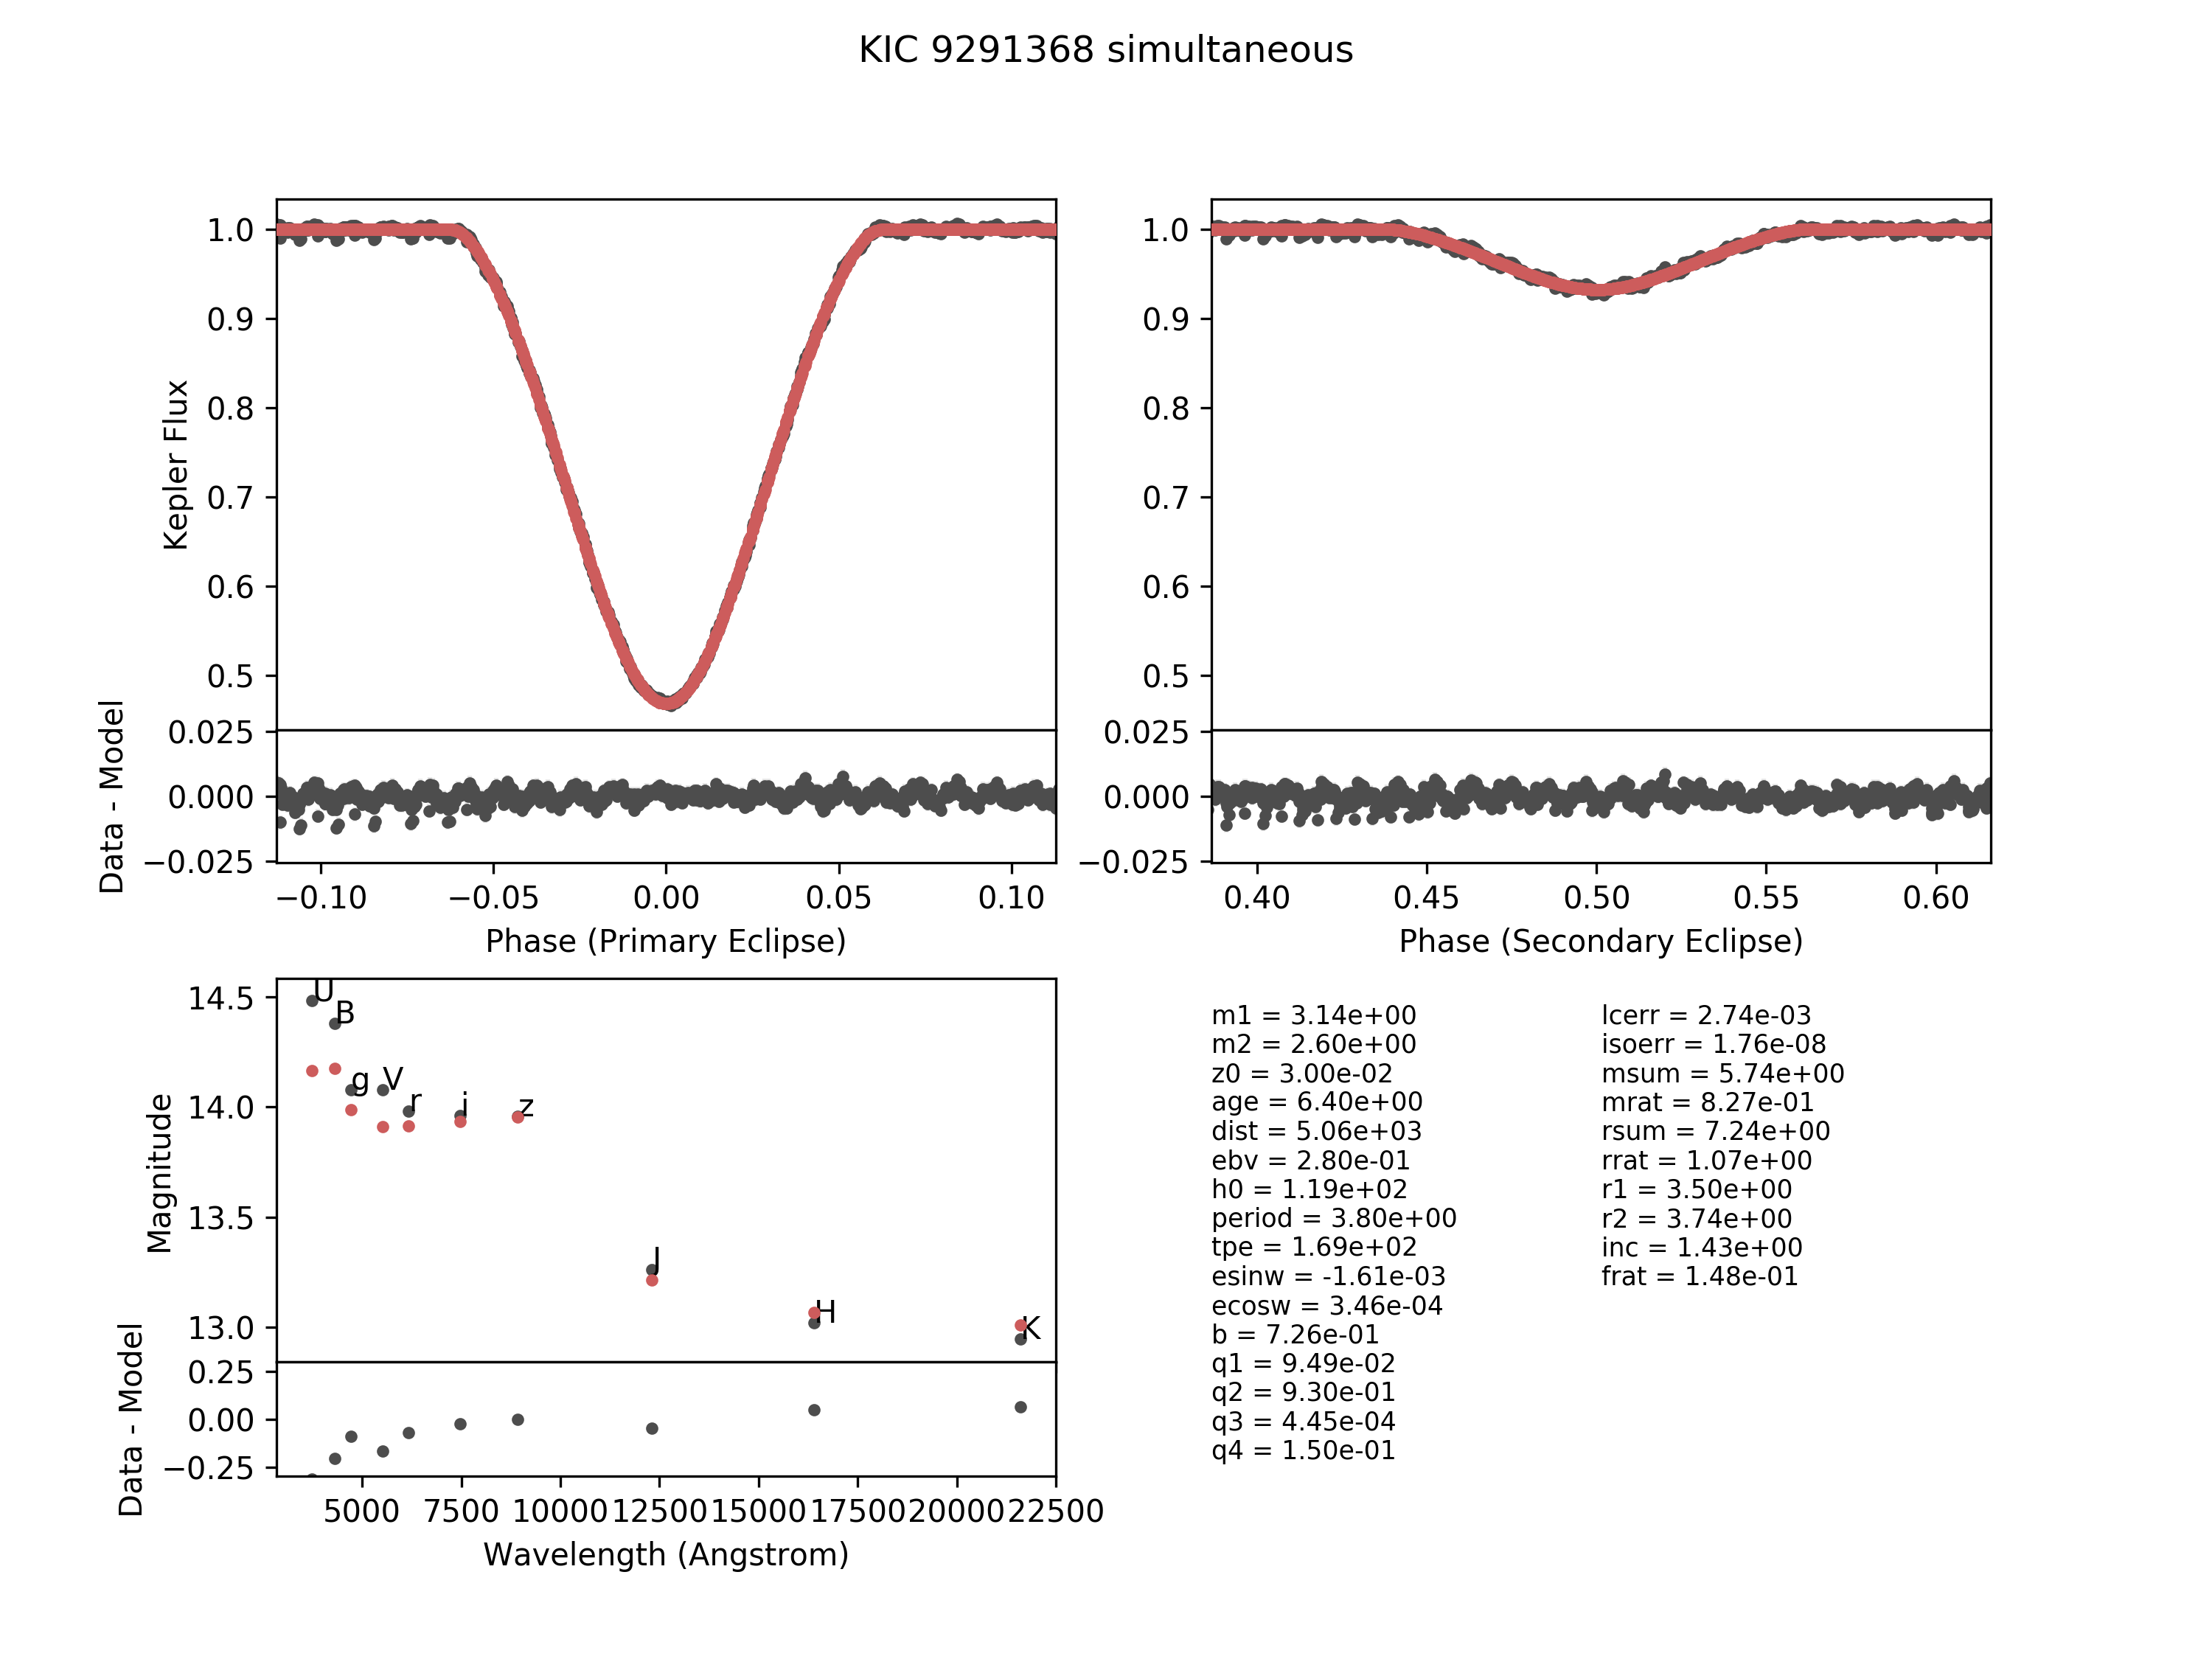 KIC 9291368 simultaneous
Kepler Flux
1.0
0.9
0.8
0.7
0.6
0.5
1.0
0.9
0.8
0.7
0.6
0.5
Data - Model
0.025
0.000
−0.025
0.025
0.000
−0.025
−0.10 −0.05 0.00 0.05 0.10
0.40 0.45 0.50 0.55 0.60
Phase (Primary Eclipse)
Phase (Secondary Eclipse)
Magnitude
14.5
14.0
13.5
13.0
U
B
g V
r
i
z
J
H
K
Data - Model
0.25
0.00
−0.25
5000 7500 10000 12500 15000 17500 20000 22500
Wavelength (Angstrom)
m1 = 3.14e+00
m2 = 2.60e+00
z0 = 3.00e-02
age = 6.40e+00
dist = 5.06e+03
ebv = 2.80e-01
h0 = 1.19e+02
period = 3.80e+00
tpe = 1.69e+02
esinw = -1.61e-03
ecosw = 3.46e-04
b = 7.26e-01
q1 = 9.49e-02
q2 = 9.30e-01
q3 = 4.45e-04
q4 = 1.50e-01
lcerr = 2.74e-03
isoerr = 1.76e-08
msum = 5.74e+00
mrat = 8.27e-01
rsum = 7.24e+00
rrat = 1.07e+00
r1 = 3.50e+00
r2 = 3.74e+00
inc = 1.43e+00
frat = 1.48e-01